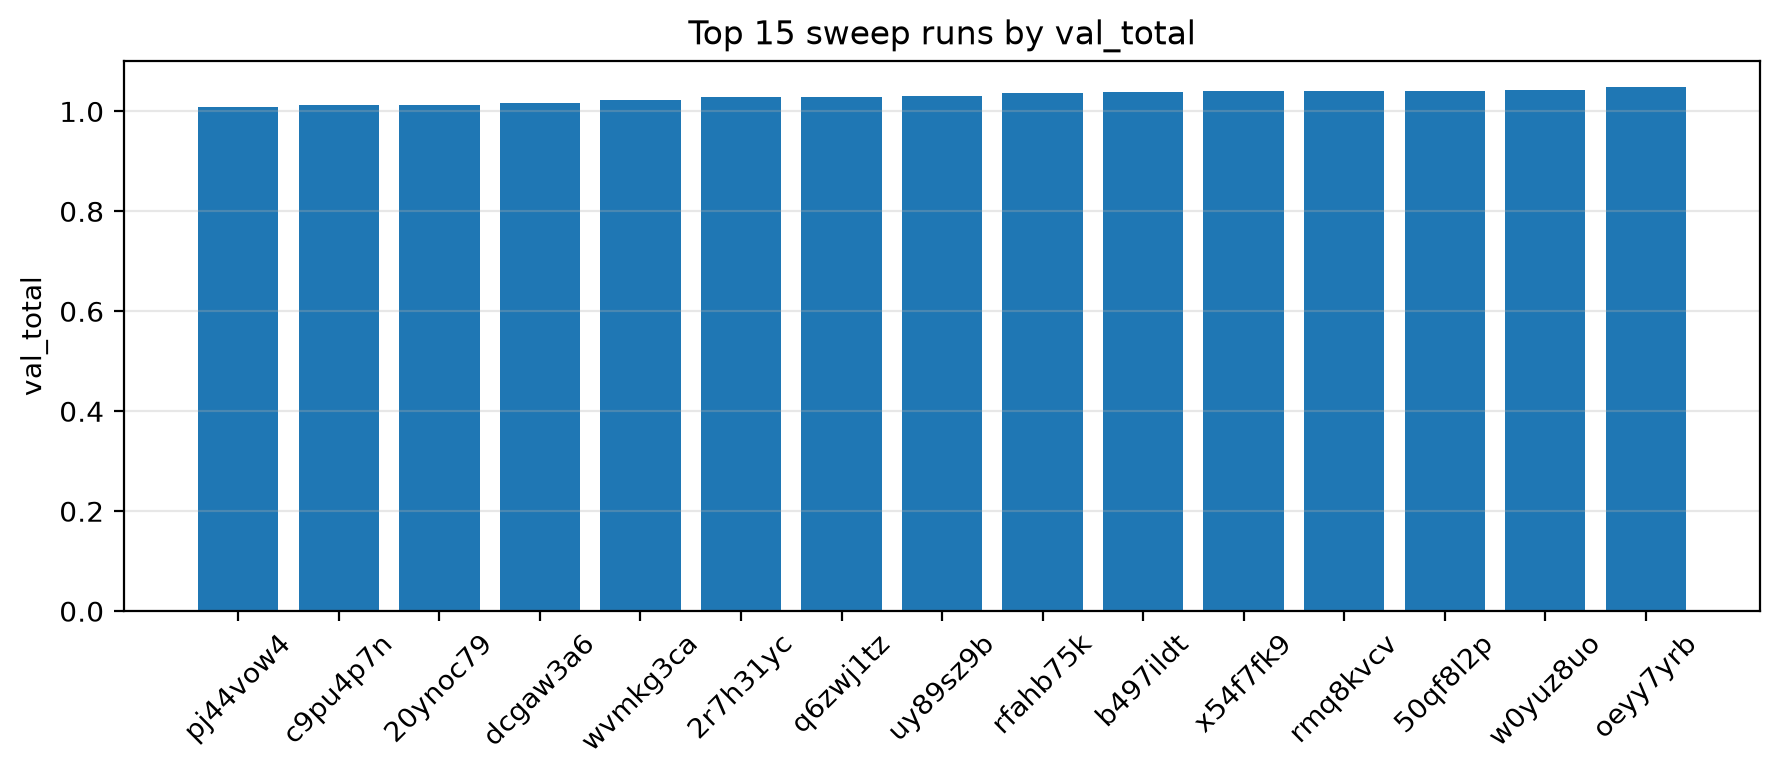 Top 15 sweep runs by val_total
val_total
1.0
0.8
0.6
0.4
0.2
0.0
pj44vow4
c9pu4p7n
20ynoc79
dcgaw3a6
wvmkg3ca
2r7h31yc
q6zwj1tz
uy89sz9b
rfahb75k
b497ildt
x54f7fk9
rmq8kvcv
50qf8l2p
w0yuz8uo
oeyy7yrb